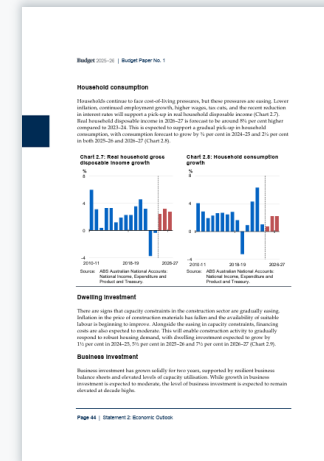 Budget 2025–26 | Budget Paper No. 1
Household consumption
Households continue to face cost-of-living pressures, but these pressures are easing. Lower
inflation, continued employment growth, higher wages, tax cuts, and the recent reduction
in interest rates will support a pick-up in real household disposable income (Chart 2.7).
Real household disposable income in 2026–27 is forecast to be around 8½ per cent higher
compared to 2023–24. This is expected to support a gradual pick-up in household
consumption, with consumption forecast to grow by ¾ per cent in 2024–25 and 2¼ per cent
in both 2025–26 and 2026–27 (Chart 2.8).
Chart 2.7: Real household gross
disposable income growth
%
8
4
0
-4
2010-11 2018-19 2026-27
Source: ABS Australian National Accounts:
National Income, Expenditure and
Product and Treasury.
Chart 2.8: Household consumption
growth
%
8
4
0
-4
2010-11 2018-19 2026-27
Source: ABS Australian National Accounts:
National Income, Expenditure and
Product and Treasury.
Dwelling investment
There are signs that capacity constraints in the construction sector are gradually easing.
Inflation in the price of construction materials has fallen and the availability of suitable
labour is beginning to improve. Alongside the easing in capacity constraints, financing
costs are also expected to moderate. This will enable construction activity to gradually
respond to robust housing demand, with dwelling investment expected to grow by
1½ per cent in 2024–25, 5½ per cent in 2025–26 and 7½ per cent in 2026–27 (Chart 2.9).
Business investment
Business investment has grown solidly for two years, supported by resilient business
balance sheets and elevated levels of capacity utilisation. While growth in business
investment is expected to moderate, the level of business investment is expected to remain
elevated at decade highs.
Page 44 | Statement 2: Economic Outlook